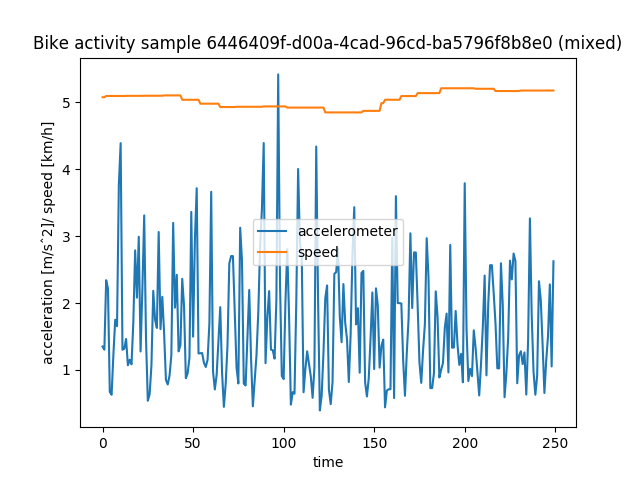 Bike activity sample 6446409f-d00a-4cad-96cd-ba5796f8b8e0 (mixed)
acceleration [m/s^2]/ speed [km/h]
5
4
3
2
1
accelerometer
speed
0
50
100
150
200
250
time